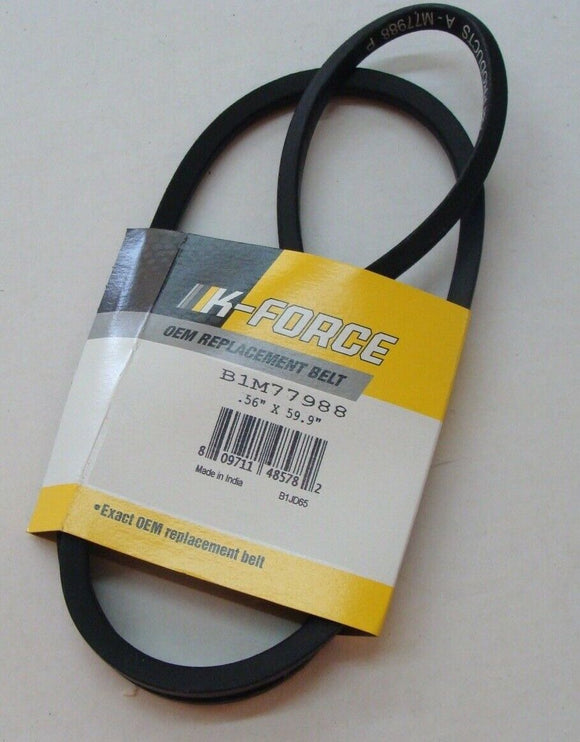 PRODUCTS A - M77988 P
K-FORCE
OEM REPLACEMENT BELT
B1M77988
.56" X 59.9"
8 09711 48578 2
Made in India
B1JD65
•Exact OEM replacement belt